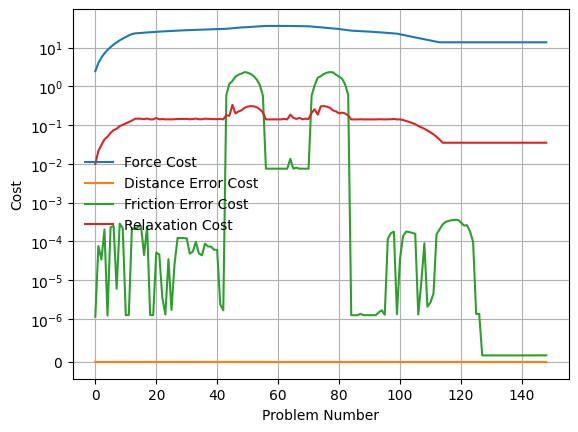 10^1
10^0
10^-1
10^-2
10^-3
10^-4
10^-5
10^-6
0
Cost
Force Cost
Distance Error Cost
Friction Error Cost
Relaxation Cost
0 20 40 60 80 100 120 140
Problem Number